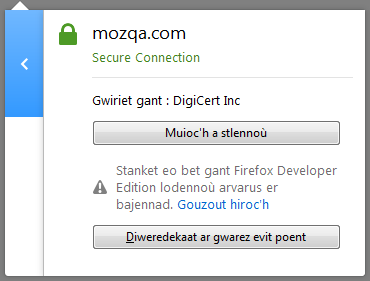 mozqa.com
Secure Connection
Gwiriet gant : DigiCert Inc
Muioc'h a stlennoù
Stanket eo bet gant Firefox Developer
Edition lodennoù arvarus er
bajennad. Gouzout hiroc'h
Diweredekaat ar gwarez evit poent